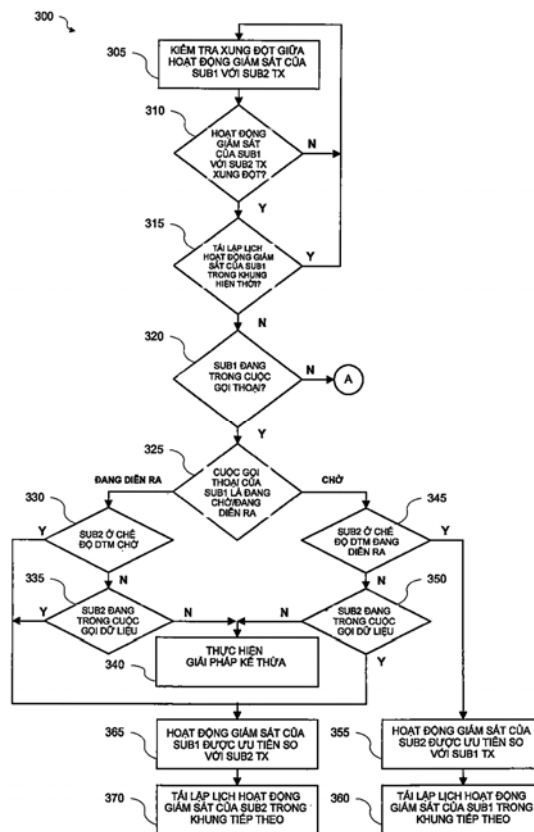 300
305
KIỂM TRA XUNG ĐỘT GIỮA
HOẠT ĐỘNG GIÁM SÁT CỦA
SUB1 VỚI SUB2 TX
310
HOẠT ĐỘNG
GIÁM SÁT
CỦA SUB1
VỚI SUB2 TX
XUNG ĐỘT?
N
Y
315
TÁI LẬP LỊCH
HOẠT ĐỘNG GIÁM
SÁT CỦA SUB1
TRONG KHUNG
HIỆN THỜI?
Y
N
320
SUB1 ĐANG
TRONG CUỘC
GỌI THOẠI?
N
A
Y
325
CUỘC GỌI
THOẠI CỦA
SUB1 LÀ ĐANG
CHỜ/ĐANG
DIỄN RA
ĐANG DIỄN RA
CHỜ
330
SUB2 Ở CHẾ
ĐỘ DTM CHỜ
Y
N
345
SUB2 Ở CHẾ
ĐỘ DTM ĐANG
DIỄN RA
Y
N
335
SUB2 ĐANG
TRONG CUỘC
GỌI DỮ LIỆU
Y
N
350
SUB2 ĐANG
TRONG CUỘC
GỌI DỮ LIỆU
N
Y
340
THỰC HIỆN
GIẢI PHÁP KẾ THỪA
365
HOẠT ĐỘNG GIÁM SÁT CỦA
SUB1 ĐƯỢC ƯU TIÊN SO
VỚI SUB2 TX
355
HOẠT ĐỘNG GIÁM SÁT CỦA
SUB2 ĐƯỢC ƯU TIÊN SO
VỚI SUB1 TX
370
TÁI LẬP LỊCH HOẠT ĐỘNG
GIÁM SÁT CỦA SUB2 TRONG
KHUNG TIẾP THEO
360
TÁI LẬP LỊCH HOẠT ĐỘNG
GIÁM SÁT CỦA SUB1 TRONG
KHUNG TIẾP THEO